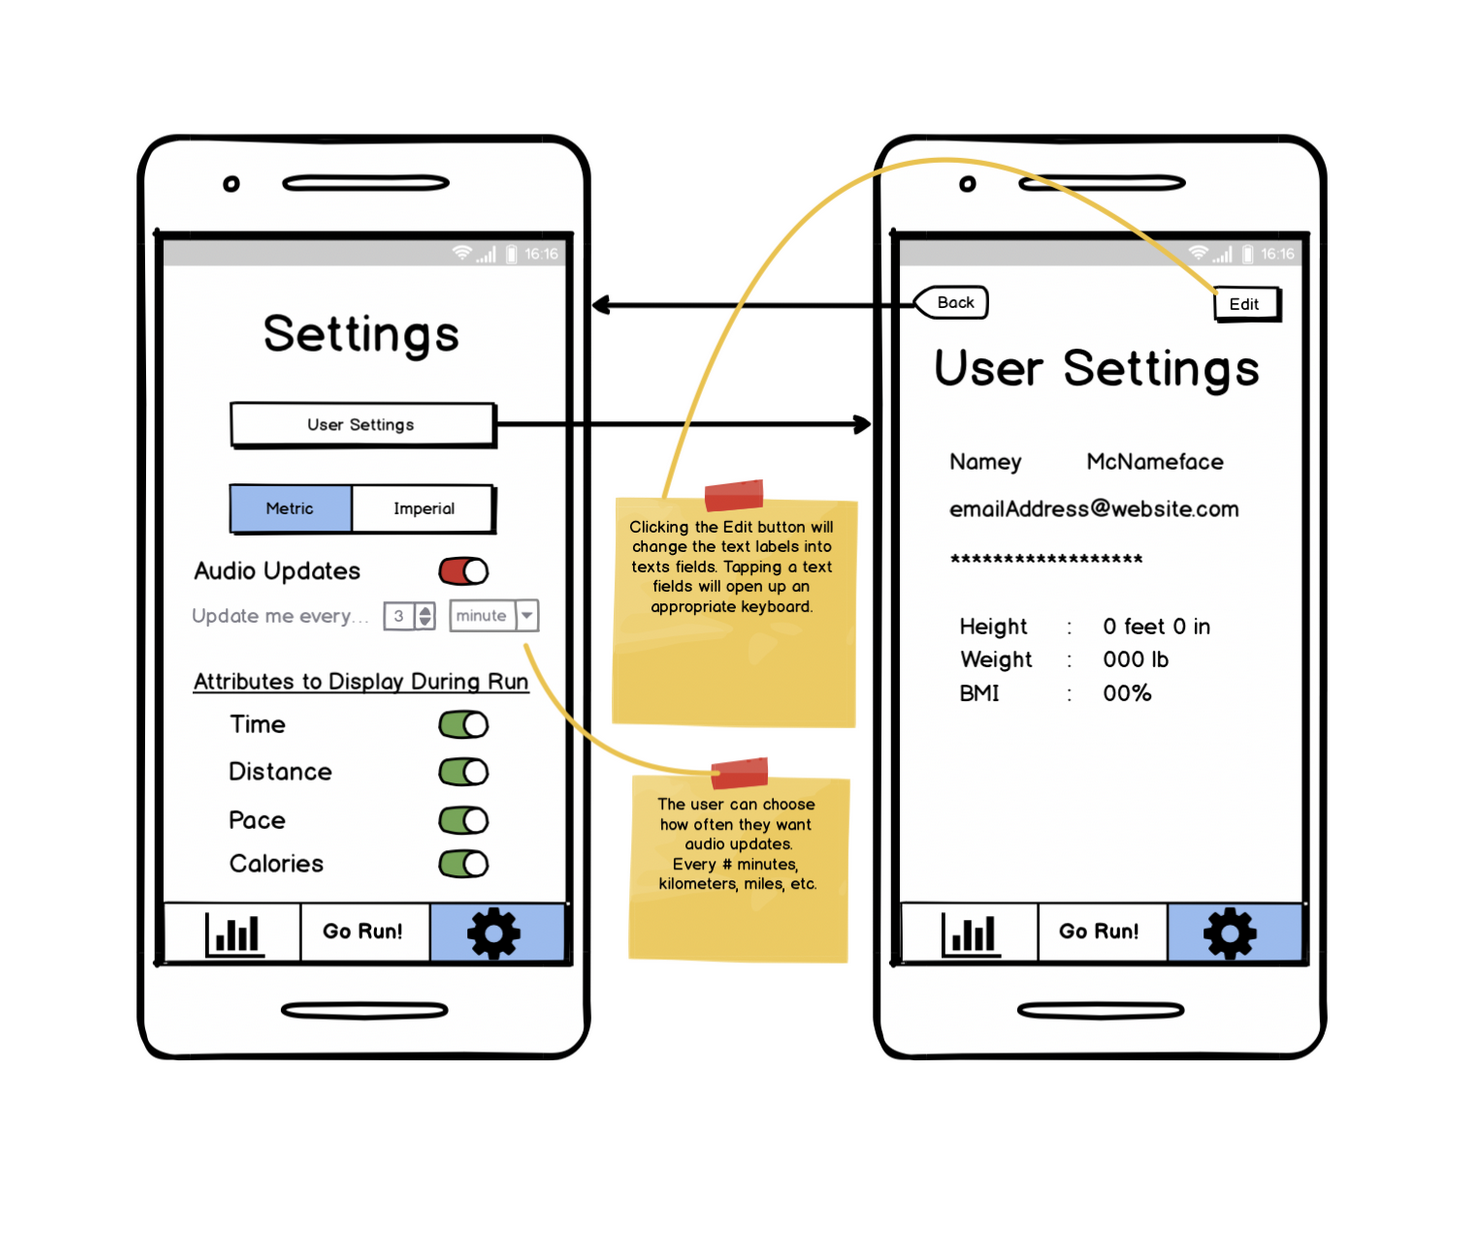 16:16
Settings
User Settings
Metric Imperial
Audio Updates
Update me every... 3 minute
Attributes to Display During Run
Time
Distance
Pace
Calories
Go Run!
Clicking the Edit button will
change the text labels into
texts fields. Tapping a text
fields will open up an
appropriate keyboard.
The user can choose
how often they want
audio updates.
Every # minutes,
kilometers, miles, etc.
16:16
Back Edit
User Settings
Namey McNameface
emailAddress@website.com
******************
Height : 0 feet 0 in
Weight : 000 lb
BMI : 00%
Go Run!